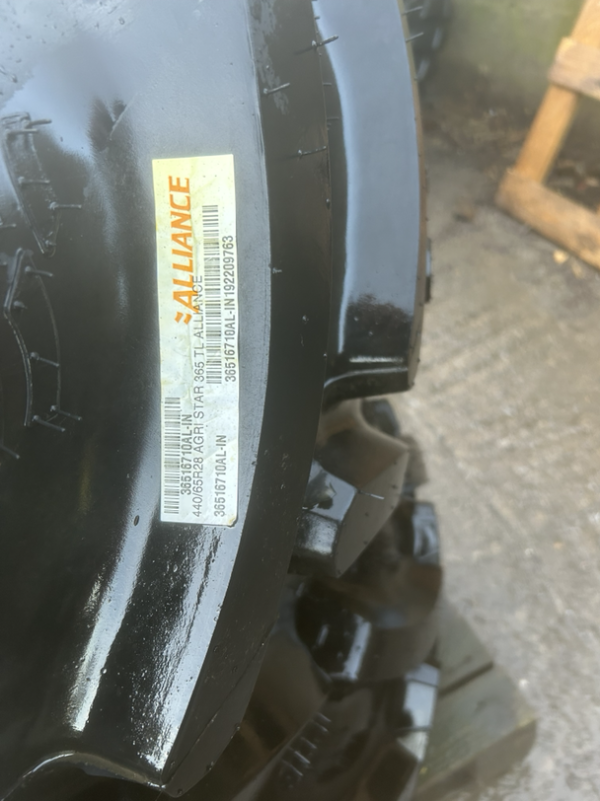 ALLIANCE
36516710AL-IN
440/65R28 AGRI STAR 365 TL ALLIANCE
36516710AL-IN
36516710AL-IN192209763